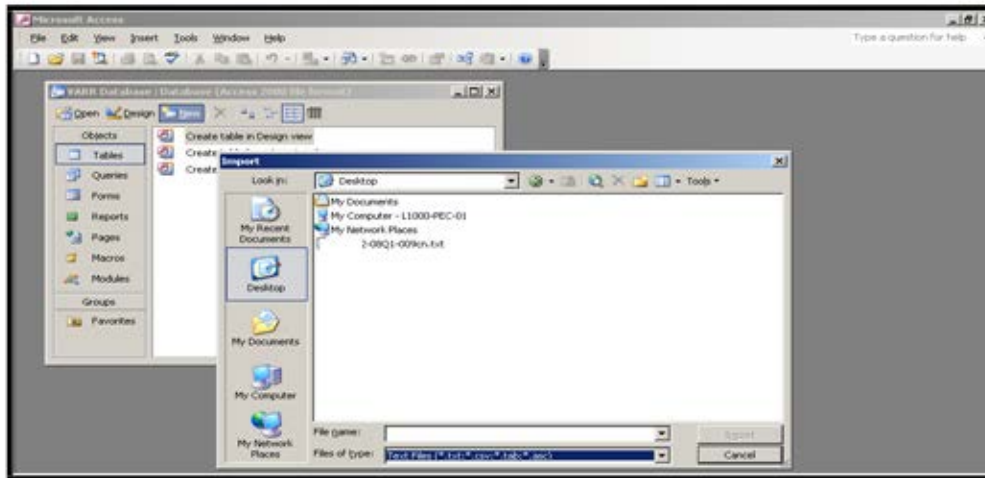 Microsoft Access
File Edit View Insert Tools Window Help
Type a question for help
VARR Database : Database (Access 2000 file format)
Open Design New
Objects
Tables
Queries
Forms
Reports
Pages
Macros
Modules
Groups
Favorites
Create table in Design view
Create
Create
Import
Look in: Desktop Tools
My Recent Documents
Desktop
My Documents
My Computer
My Network Places
My Documents
My Computer - L1000-PEC-01
My Network Places
2-08Q1-009cn.txt
File name:
Import
Files of type: Text Files (*.txt;*.csv;*.tab;*.asc)
Cancel